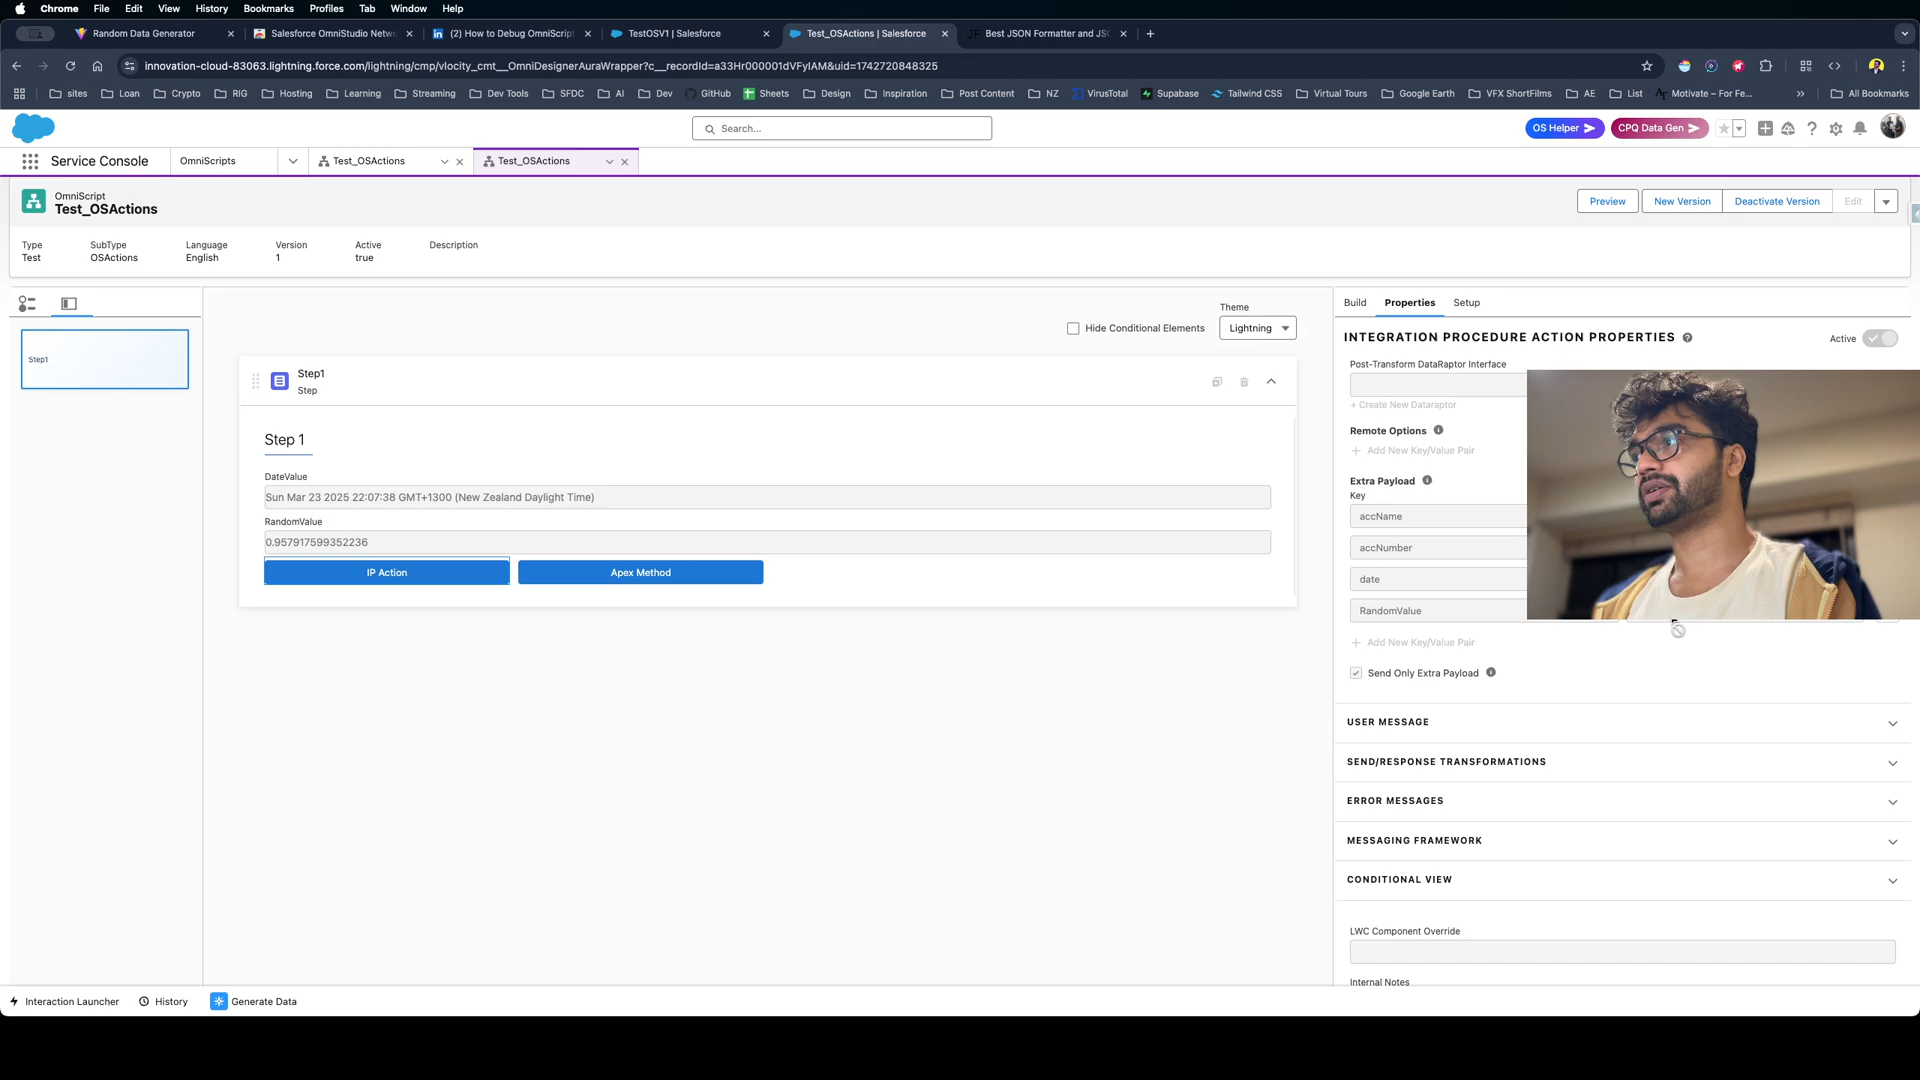 Chrome File Edit View History Bookmarks Profiles Tab Window Help
Random Data Generator
Salesforce OmniStudio Netwo
(2) How to Debug OmniScript
TestOSV1 | Salesforce
Test_OSActions | Salesforce
Best JSON Formatter and JSO
innovation-cloud-83063.lightning.force.com/lightning/cmp/vlocity_cmt__OmniDesignerAuraWrapper?c__recordId=a33Hr000001dVFyIAM&uid=1742720848325
sites Loan Crypto RIG Hosting Learning Streaming Dev Tools SFDC AI Dev GitHub Sheets Design Inspiration Post Content NZ VirusTotal Supabase Tailwind CSS Virtual Tours Google Earth VFX ShortFilms AE List Motivate – For Fe... All Bookmarks
Search...
OS Helper
CPQ Data Gen
Service Console
OmniScripts
Test_OSActions
Test_OSActions
OmniScript
Test_OSActions
Preview
New Version
Deactivate Version
Edit
Type SubType Language Version Active Description
Test OSActions English 1 true
Step1
Hide Conditional Elements
Theme
Lightning
Step1
Step
Step 1
DateValue
Sun Mar 23 2025 22:07:38 GMT+1300 (New Zealand Daylight Time)
RandomValue
0.957917599352236
IP Action
Apex Method
Build Properties Setup
INTEGRATION PROCEDURE ACTION PROPERTIES
Active
Post-Transform DataRaptor Interface
+ Create New Dataraptor
Remote Options
Add New Key/Value Pair
Extra Payload
Key
accName
accNumber
date
RandomValue
Add New Key/Value Pair
Send Only Extra Payload
USER MESSAGE
SEND/RESPONSE TRANSFORMATIONS
ERROR MESSAGES
MESSAGING FRAMEWORK
CONDITIONAL VIEW
LWC Component Override
Internal Notes
Interaction Launcher
History
Generate Data